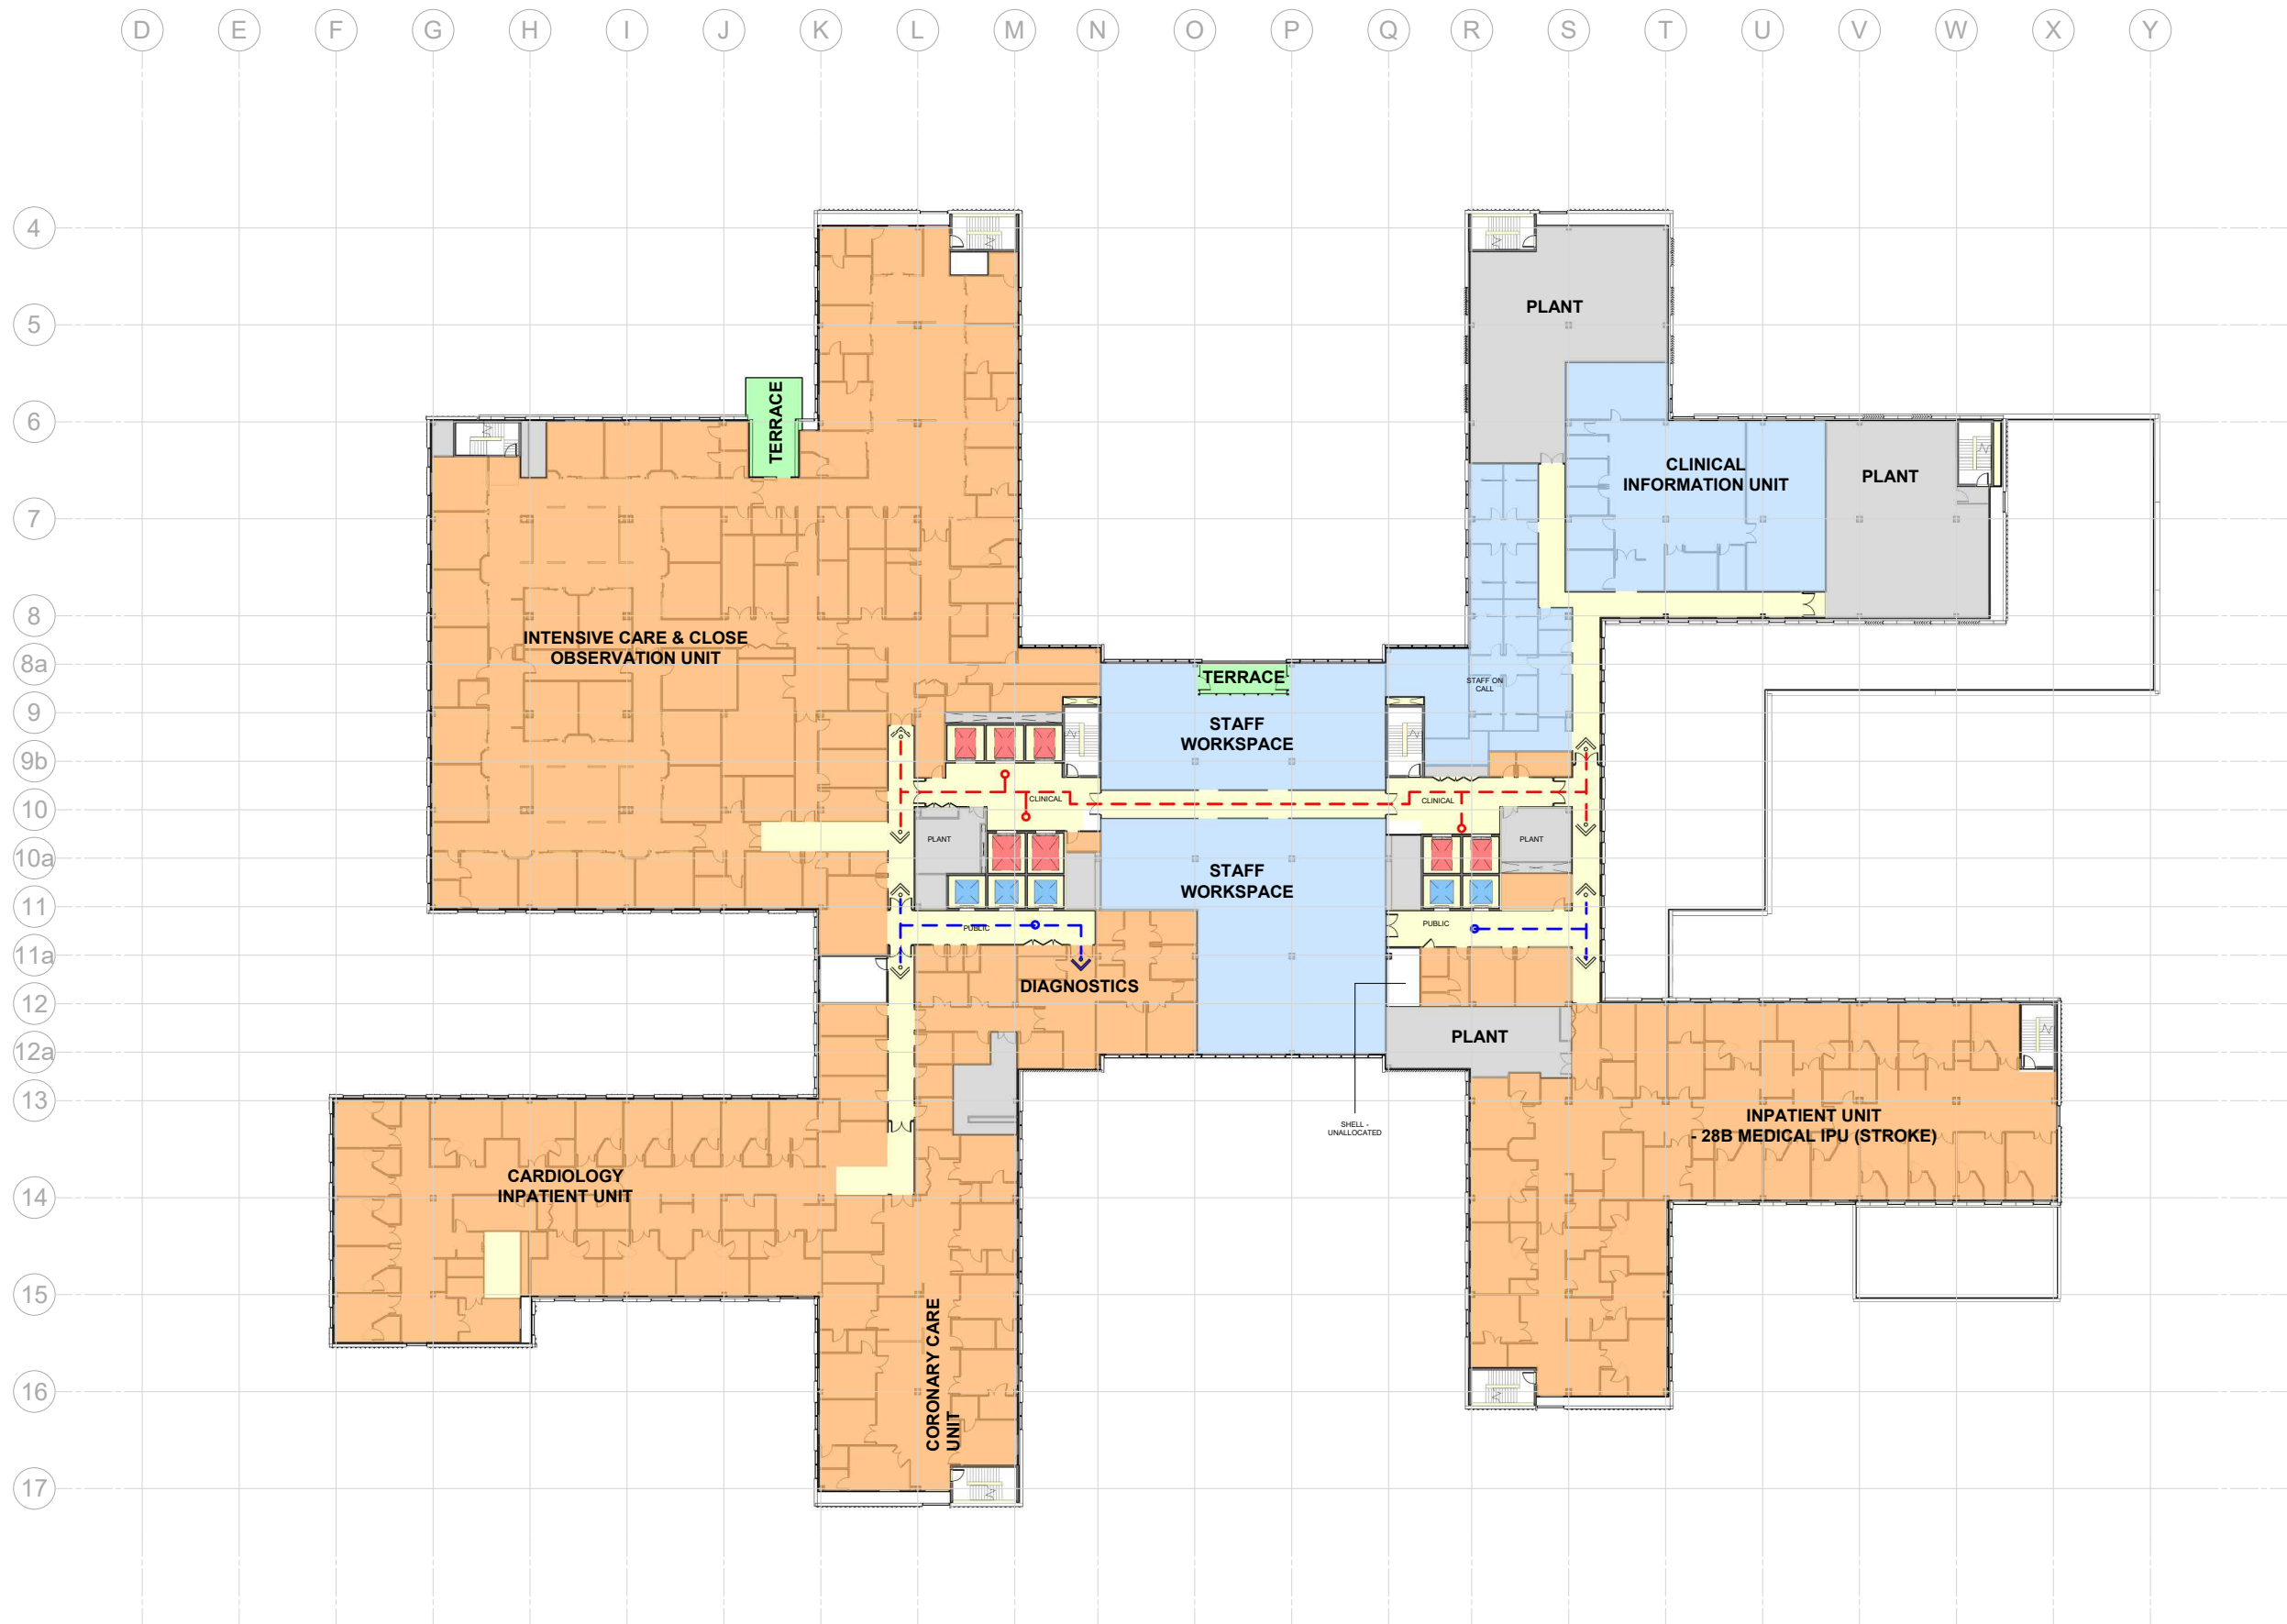 D E F G H I J K L M N O P Q R S T U V W X Y
4
5
6
7
8
8a
9
9b
10
10a
11
11a
12
12a
13
14
15
16
17
PLANT
TERRACE
CLINICAL
INFORMATION UNIT
PLANT
INTENSIVE CARE & CLOSE
OBSERVATION UNIT
TERRACE
STAFF ON
CALL
STAFF
WORKSPACE
CLINICAL
CLINICAL
PLANT
PLANT
STAFF
WORKSPACE
PUBLIC
PUBLIC
DIAGNOSTICS
PLANT
SHELL -
UNALLOCATED
INPATIENT UNIT
- 28B MEDICAL IPU (STROKE)
CARDIOLOGY
INPATIENT UNIT
CORONARY CARE
UNIT